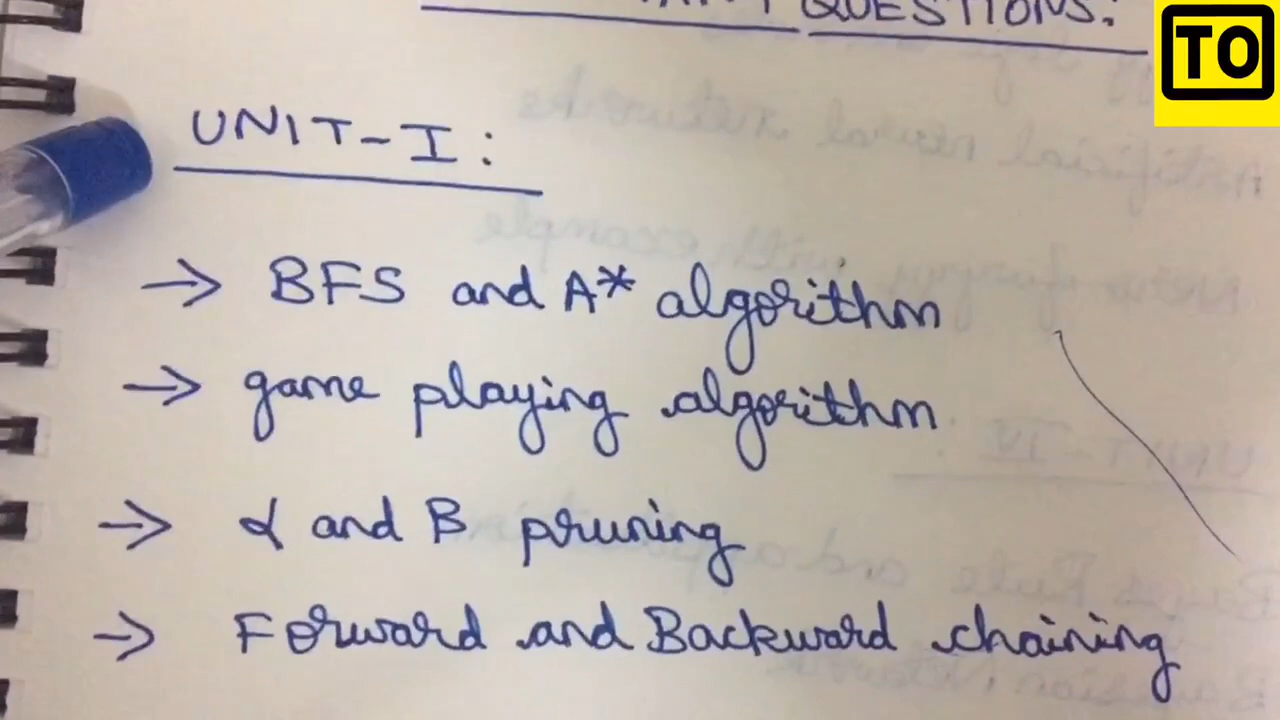 QUESTIONS:
TO
UNIT-I:
→ BFS and A* algorithm
→ game playing algorithm
→ α and B pruning
→ Forward and Backward chaining